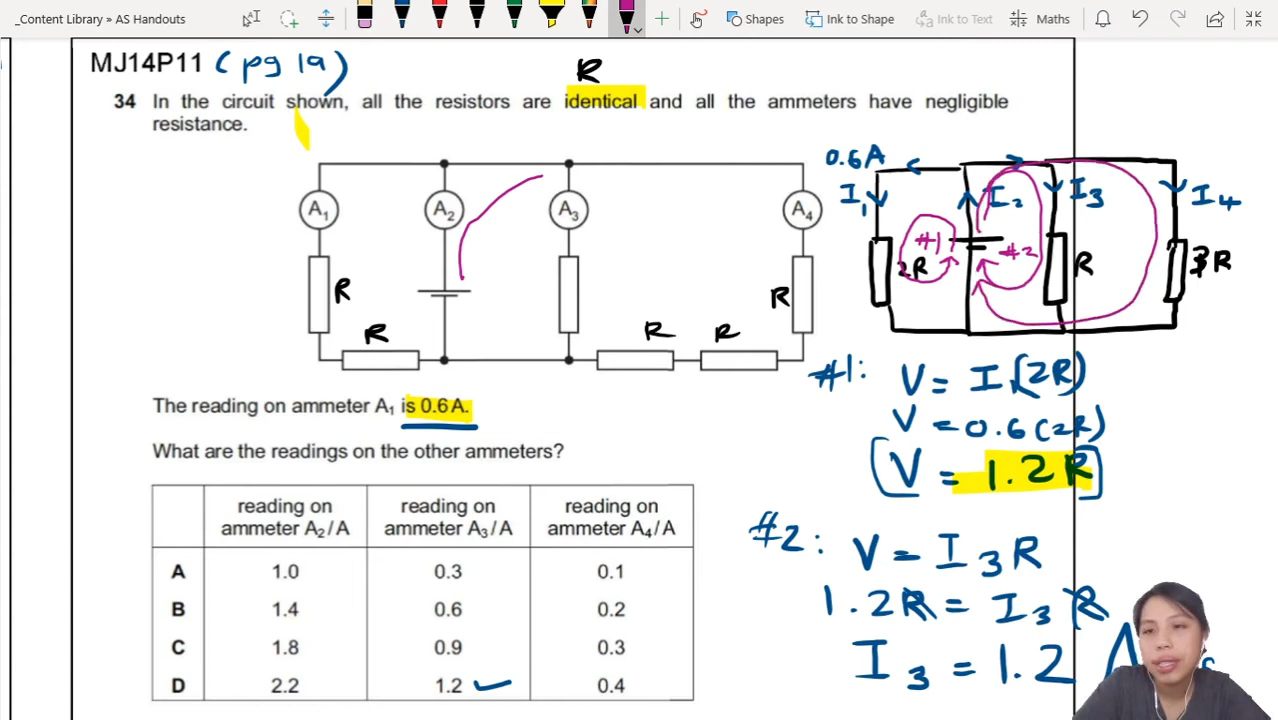 _Content Library » AS Handouts
Shapes
Ink to Shape
Ink to Text
Maths
MJ14P11 (pg 19)
R
34 In the circuit shown, all the resistors are identical and all the ammeters have negligible
resistance.
A1 A2 A3 A4
R
R
R
R R
0.6A
I1 I2 I3 I4
#1 #2
2R R 3R
The reading on ammeter A1 is 0.6 A.
What are the readings on the other ammeters?
reading on ammeter A2 / A
reading on ammeter A3 / A
reading on ammeter A4 / A
A 1.0 0.3 0.1
B 1.4 0.6 0.2
C 1.8 0.9 0.3
D 2.2 1.2 ✓ 0.4
#1: V = I1(2R)
V = 0.6(2R)
[V = 1.2R]
#2: V = I3R
1.2R = I3R
I3 = 1.2